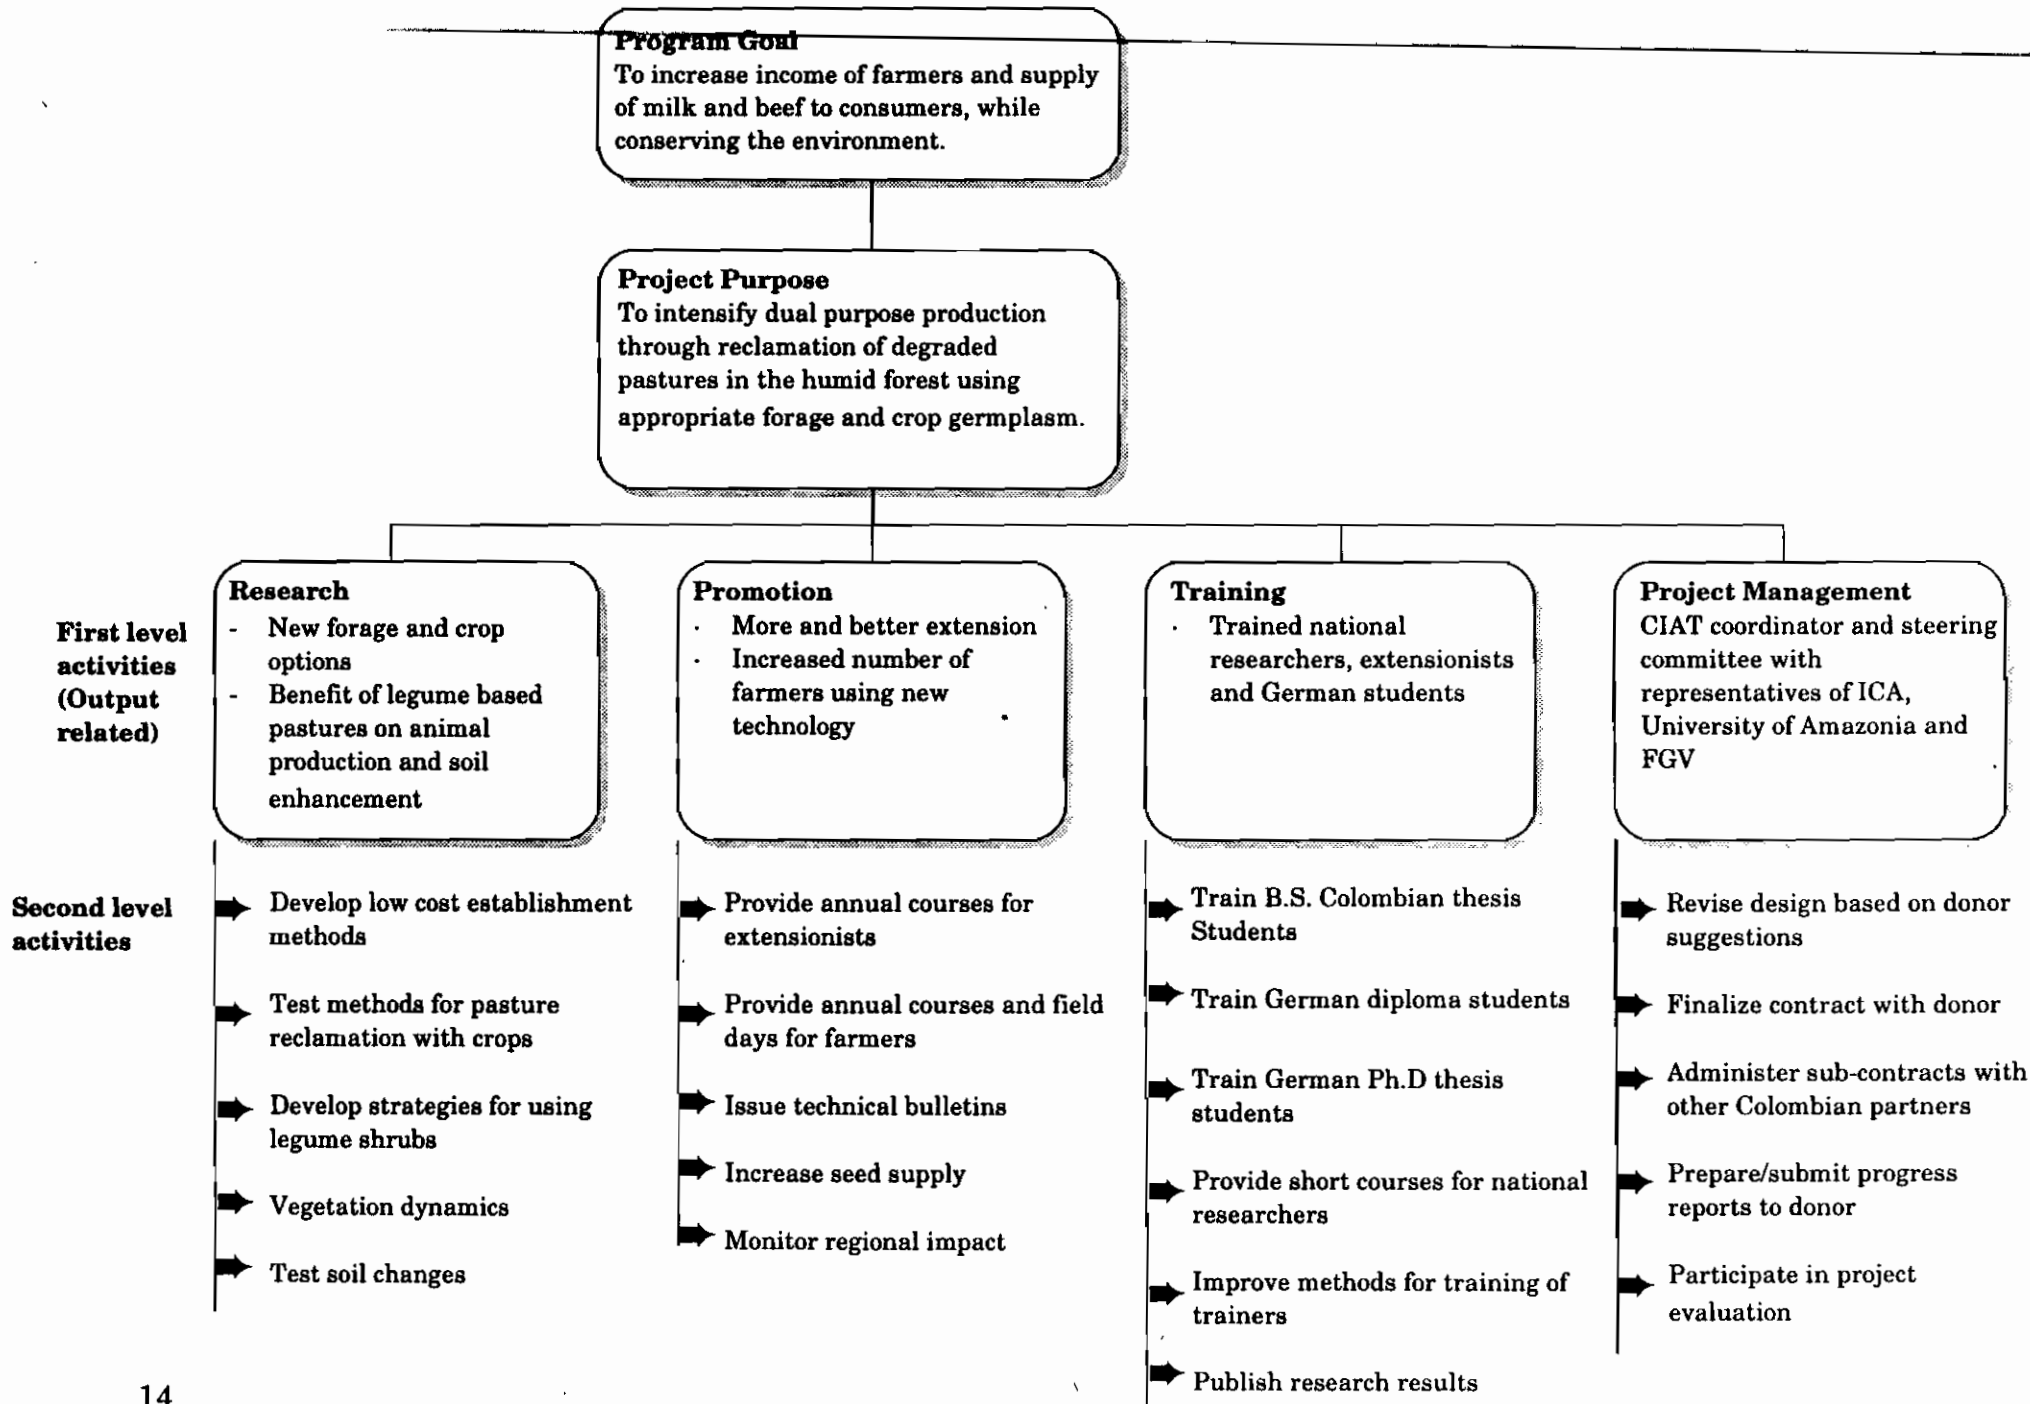 Program Goal
To increase income of farmers and supply
of milk and beef to consumers, while
conserving the environment.
Project Purpose
To intensify dual purpose production
through reclamation of degraded
pastures in the humid forest using
appropriate forage and crop germplasm.
First level
activities
(Output
related)
Research
- New forage and crop
options
- Benefit of legume based
pastures on animal
production and soil
enhancement
Promotion
· More and better extension
· Increased number of
farmers using new
technology
Training
· Trained national
researchers, extensionists
and German students
Project Management
CIAT coordinator and steering
committee with
representatives of ICA,
University of Amazonia and
FGV
Second level
activities
Develop low cost establishment
methods
Test methods for pasture
reclamation with crops
Develop strategies for using
legume shrubs
Vegetation dynamics
Test soil changes
Provide annual courses for
extensionists
Provide annual courses and field
days for farmers
Issue technical bulletins
Increase seed supply
Monitor regional impact
Train B.S. Colombian thesis
Students
Train German diploma students
Train German Ph.D thesis
students
Provide short courses for national
researchers
Improve methods for training of
trainers
Publish research results
Revise design based on donor
suggestions
Finalize contract with donor
Administer sub-contracts with
other Colombian partners
Prepare/submit progress
reports to donor
Participate in project
evaluation
14